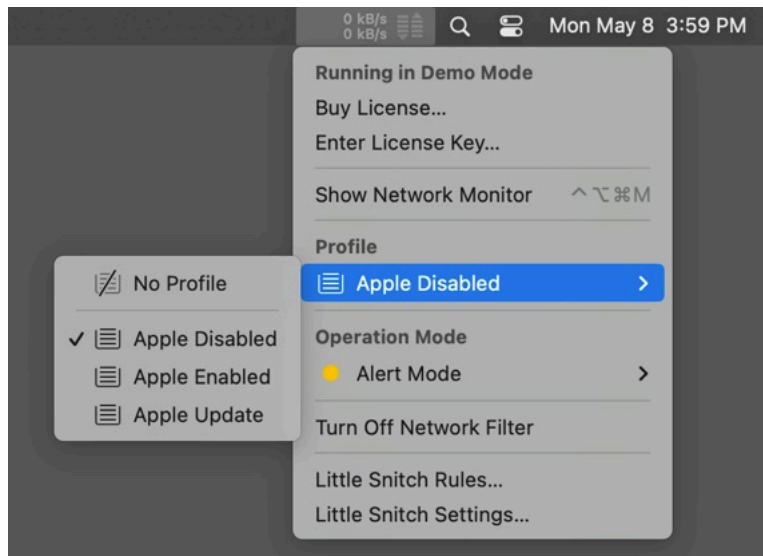 0 kB/s
0 kB/s
Mon May 8 3:59 PM
Running in Demo Mode
Buy License...
Enter License Key...
Show Network Monitor ⌃⌥⌘M
Profile
Apple Disabled
No Profile
Apple Disabled
Apple Enabled
Apple Update
Operation Mode
Alert Mode
Turn Off Network Filter
Little Snitch Rules...
Little Snitch Settings...